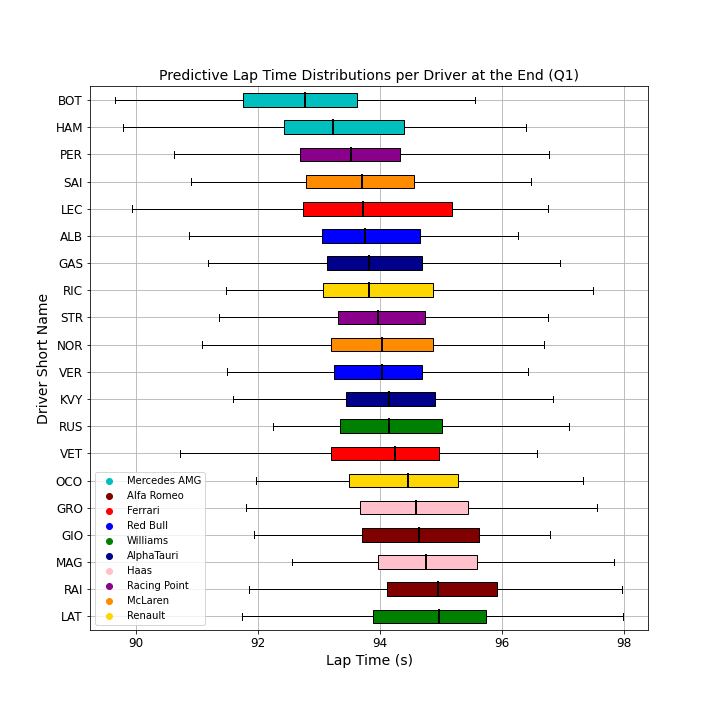 Predictive Lap Time Distributions per Driver at the End (Q1)
Driver Short Name
BOT
HAM
PER
SAI
LEC
ALB
GAS
RIC
STR
NOR
VER
KVY
RUS
VET
OCO
GRO
GIO
MAG
RAI
LAT
Mercedes AMG
Alfa Romeo
Ferrari
Red Bull
Williams
AlphaTauri
Haas
Racing Point
McLaren
Renault
90 92 94 96 98
Lap Time (s)